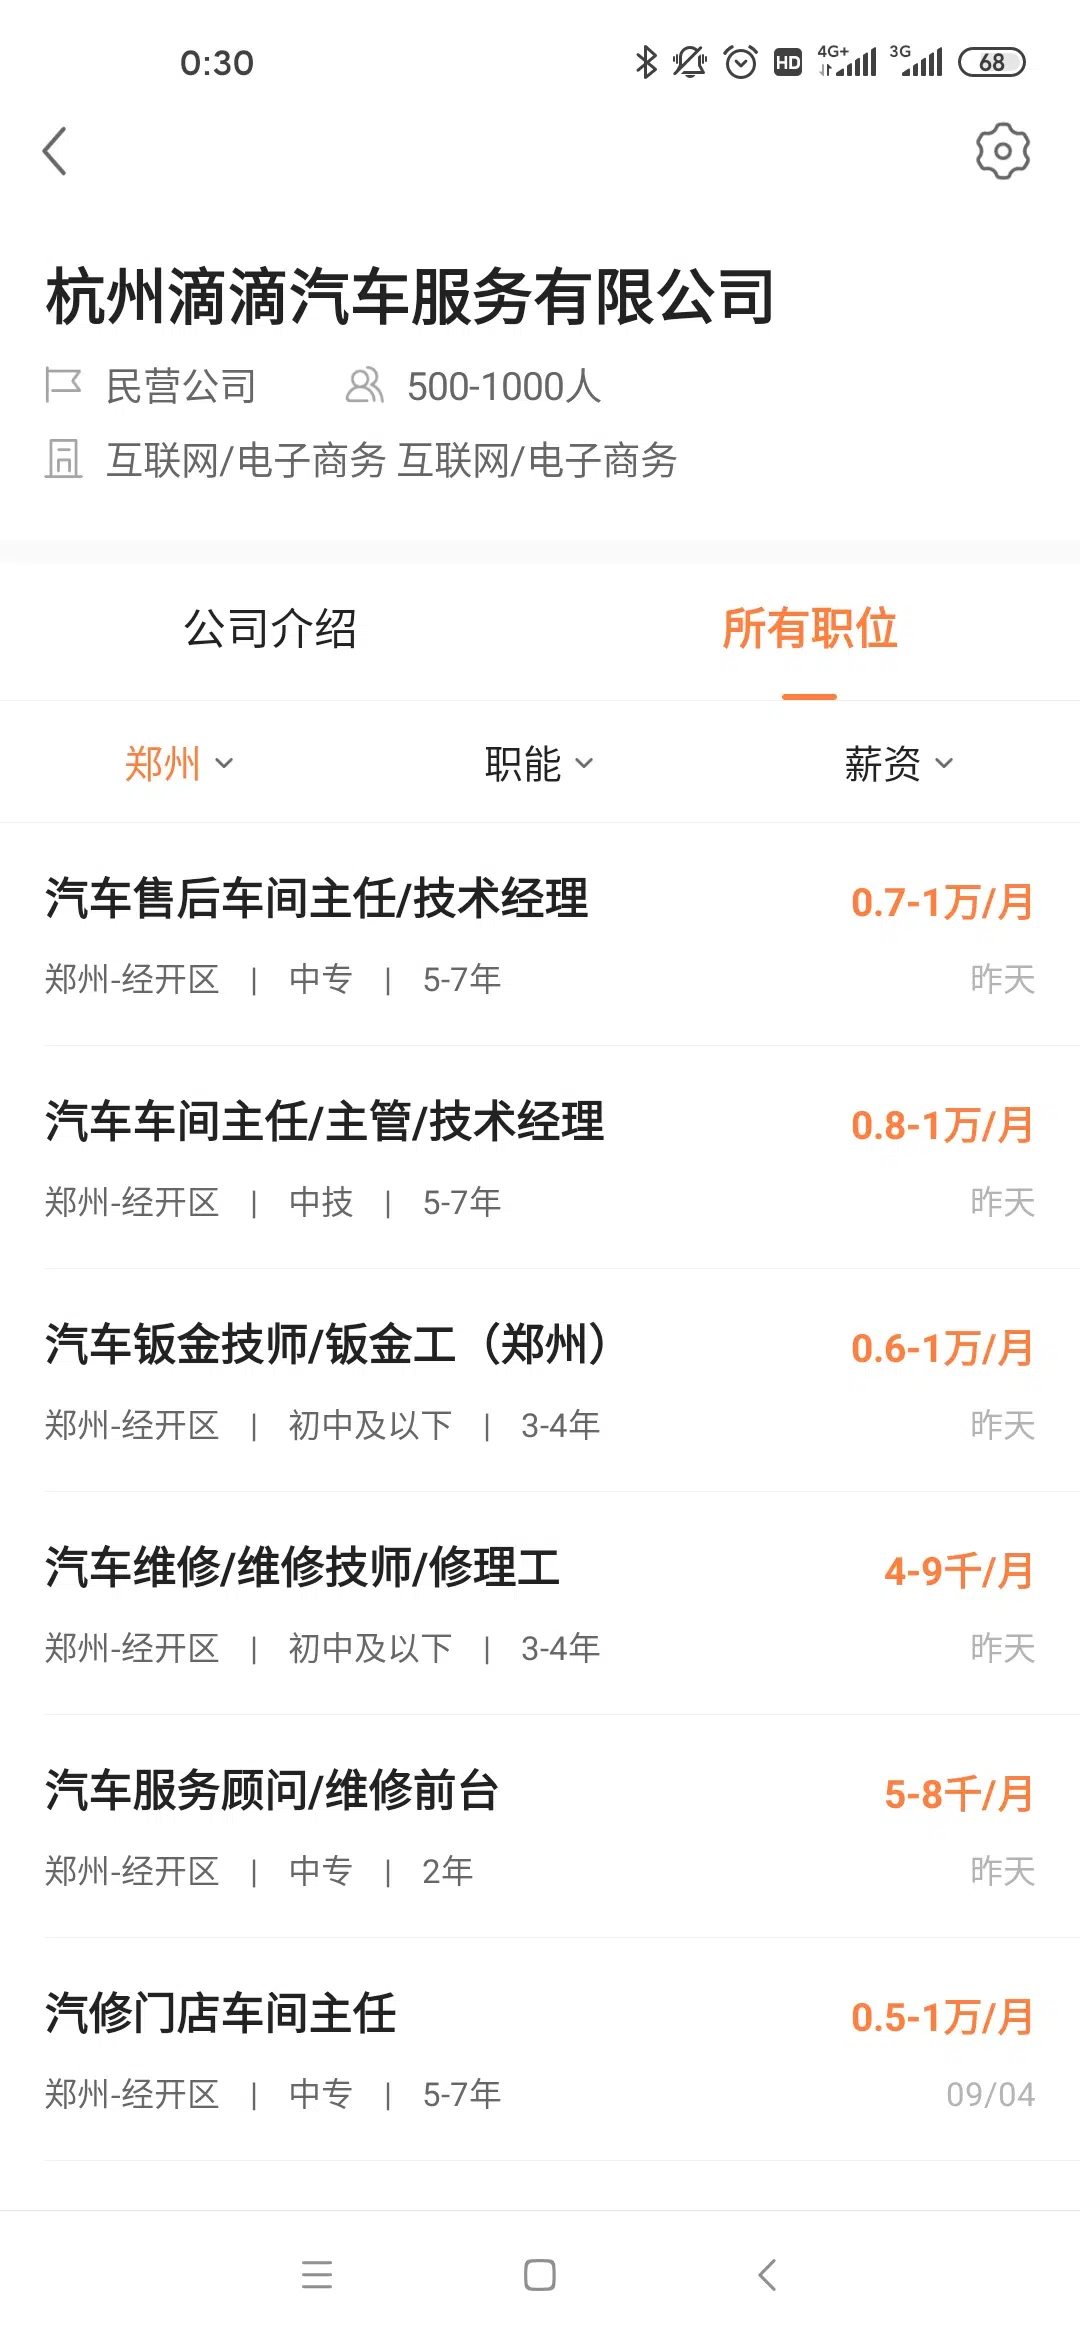 0:30
HD 4G+ 3G 68
杭州滴滴汽车服务有限公司
民营公司 500-1000人
互联网/电子商务 互联网/电子商务
公司介绍 所有职位
郑州 职能 薪资
汽车售后车间主任/技术经理 0.7-1万/月
郑州-经开区 | 中专 | 5-7年 昨天
汽车车间主任/主管/技术经理 0.8-1万/月
郑州-经开区 | 中技 | 5-7年 昨天
汽车钣金技师/钣金工（郑州） 0.6-1万/月
郑州-经开区 | 初中及以下 | 3-4年 昨天
汽车维修/维修技师/修理工 4-9千/月
郑州-经开区 | 初中及以下 | 3-4年 昨天
汽车服务顾问/维修前台 5-8千/月
郑州-经开区 | 中专 | 2年 昨天
汽修门店车间主任 0.5-1万/月
郑州-经开区 | 中专 | 5-7年 09/04